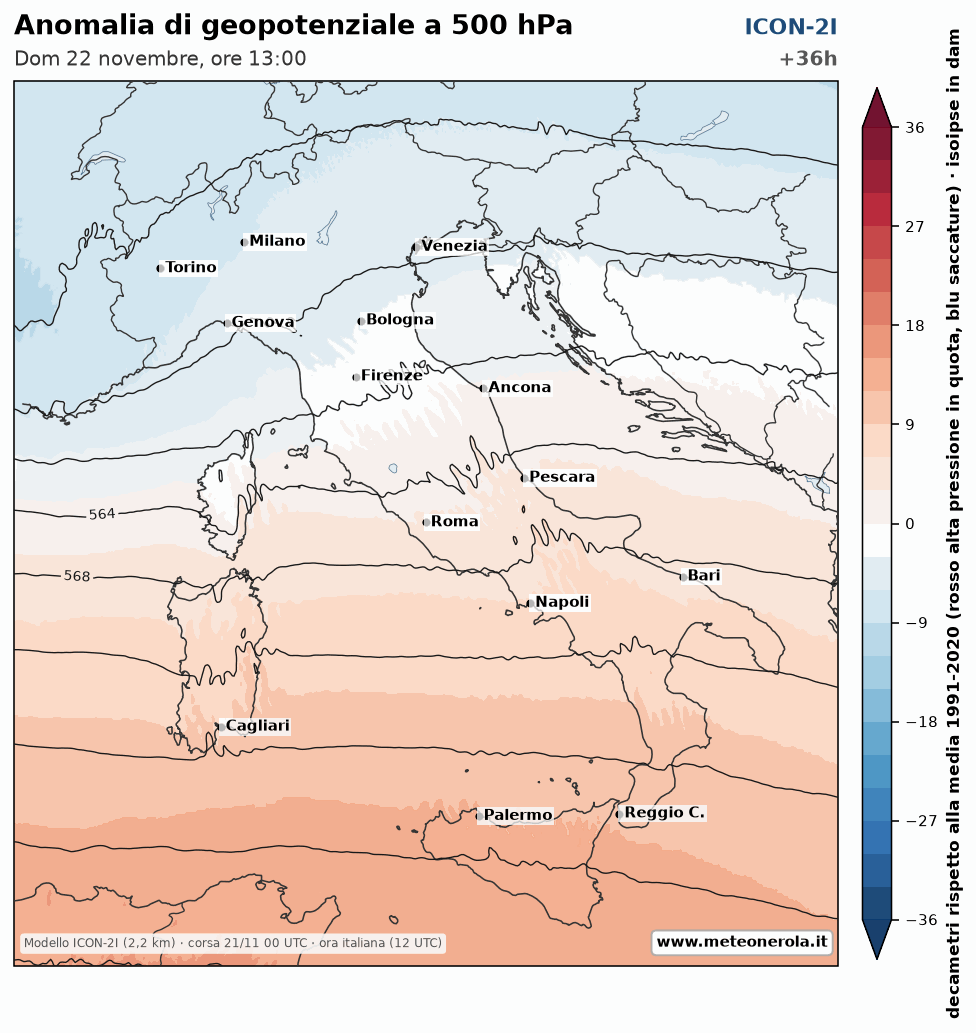 Anomalia di geopotenziale a 500 hPa
ICON-2I
Dom 22 novembre, ore 13:00
+36h
Milano
Venezia
Torino
Genova
Bologna
Firenze
Ancona
Pescara
564
Roma
568
Bari
Napoli
Cagliari
Palermo
Reggio C.
Modello ICON-2I (2,2 km) · corsa 21/11 00 UTC · ora italiana (12 UTC)
www.meteonerola.it
36
27
18
9
0
−9
−18
−27
−36
decametri rispetto alla media 1991-2020 (rosso alta pressione in quota, blu saccature) · isoipse in dam